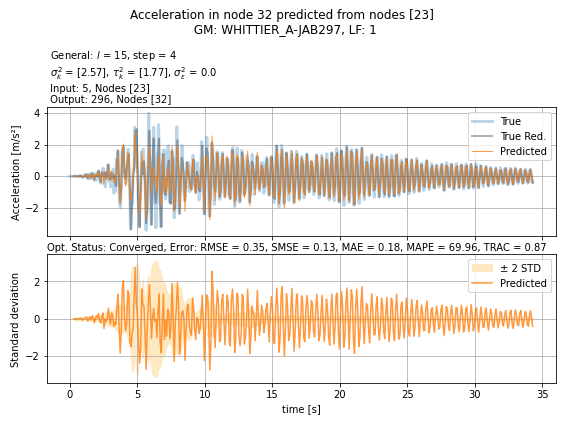 Acceleration in node 32 predicted from nodes [23]
GM: WHITTIER_A-JAB297, LF: 1
General: l = 15, step = 4
σ²ₖ = [2.57], τ²ₖ = [1.77], σ²ε = 0.0
Input: 5, Nodes [23]
Output: 296, Nodes [32]
Acceleration [m/s²]
4
2
0
−2
True
True Red.
Predicted
Opt. Status: Converged, Error: RMSE = 0.35, SMSE = 0.13, MAE = 0.18, MAPE = 69.96, TRAC = 0.87
Standard deviation
2
0
−2
± 2 STD
Predicted
0 5 10 15 20 25 30 35
time [s]